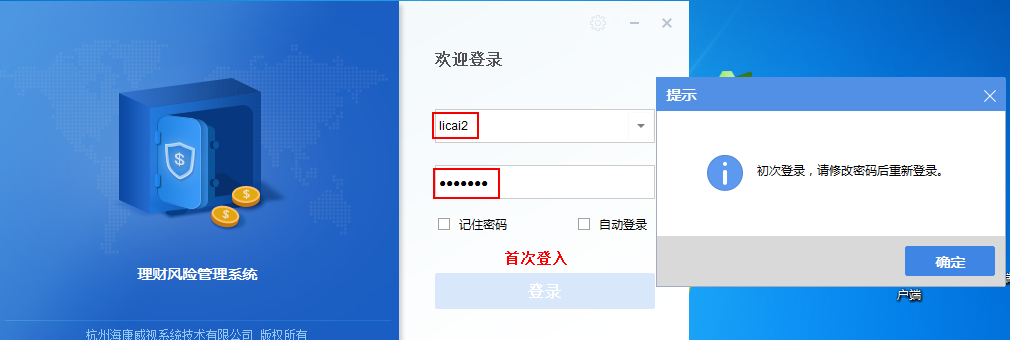 理财风险管理系统
杭州海康威视系统技术有限公司 版权所有
欢迎登录
licai2
●●●●●●●
记住密码
自动登录
首次登入
登录
提示
初次登录，请修改密码后重新登录。
确定
户端